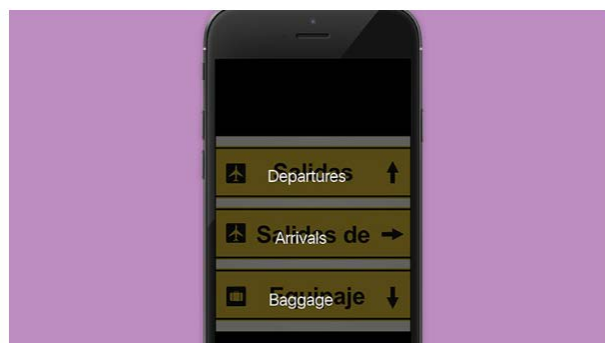 Salidas
Departures
Salidas de
Arrivals
Equipaje
Baggage